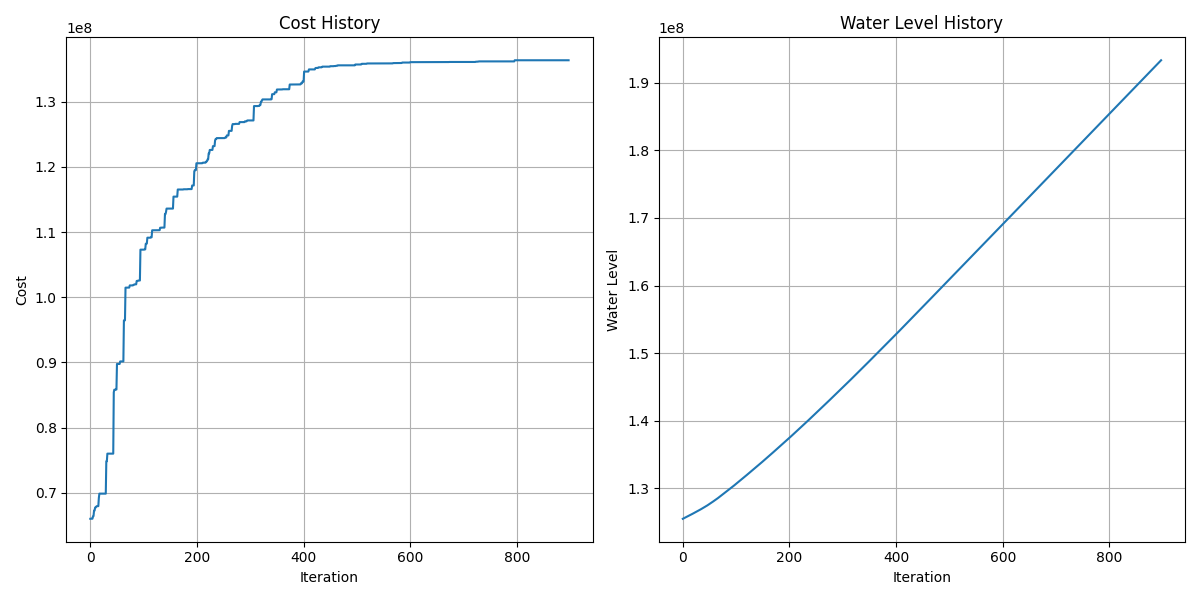 Cost History
1e8
Cost
1.3
1.2
1.1
1.0
0.9
0.8
0.7
0 200 400 600 800
Iteration
Water Level History
1e8
Water Level
1.9
1.8
1.7
1.6
1.5
1.4
1.3
0 200 400 600 800
Iteration